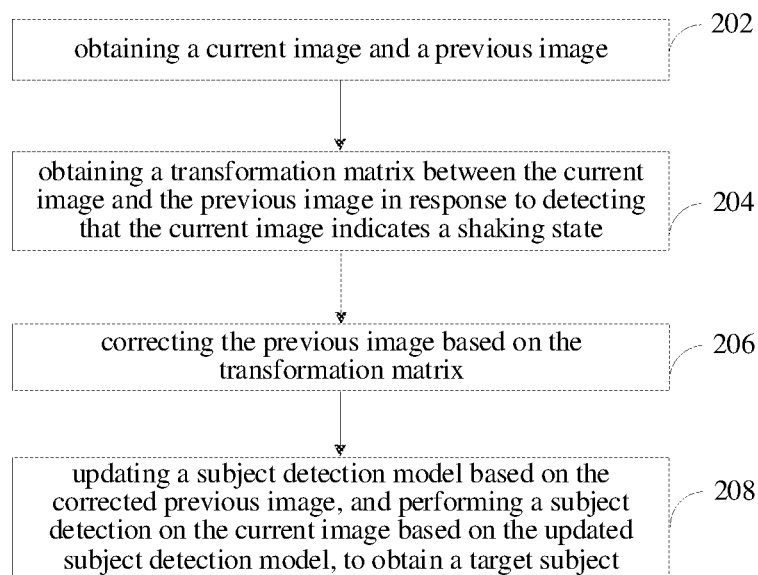 202
obtaining a current image and a previous image
obtaining a transformation matrix between the current
image and the previous image in response to detecting
that the current image indicates a shaking state
204
correcting the previous image based on the
transformation matrix
206
updating a subject detection model based on the
corrected previous image, and performing a subject
detection on the current image based on the updated
subject detection model, to obtain a target subject
208